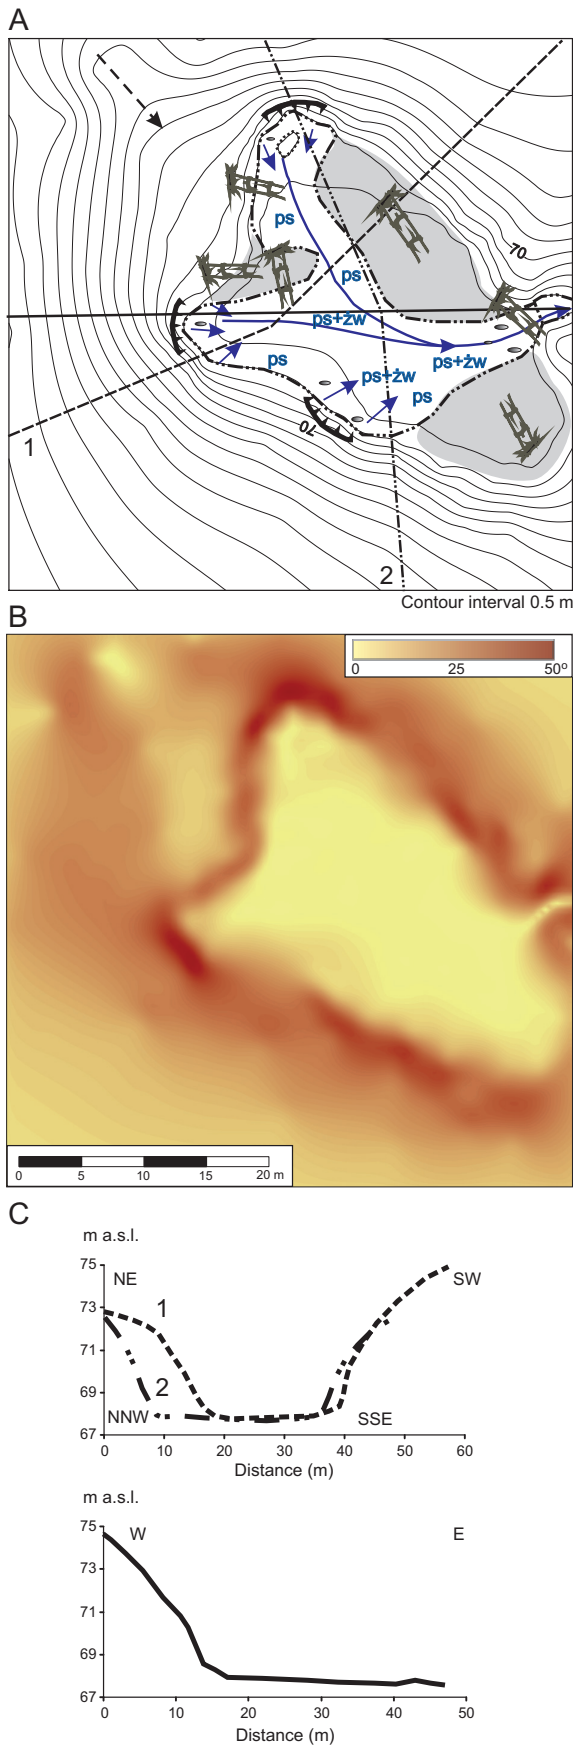 A
70
ps
ps
ps+żw
ps
ps+żw
ps+żw
ps
70
1
2
Contour interval 0.5 m
B
0 25 50º
0 5 10 15 20 m
C
m a.s.l.
75
NE
SW
73
1
71
69
2
NNW
SSE
67
0 10 20 30 40 50 60
Distance (m)
m a.s.l.
75
W
E
73
71
69
67
0 10 20 30 40 50
Distance (m)